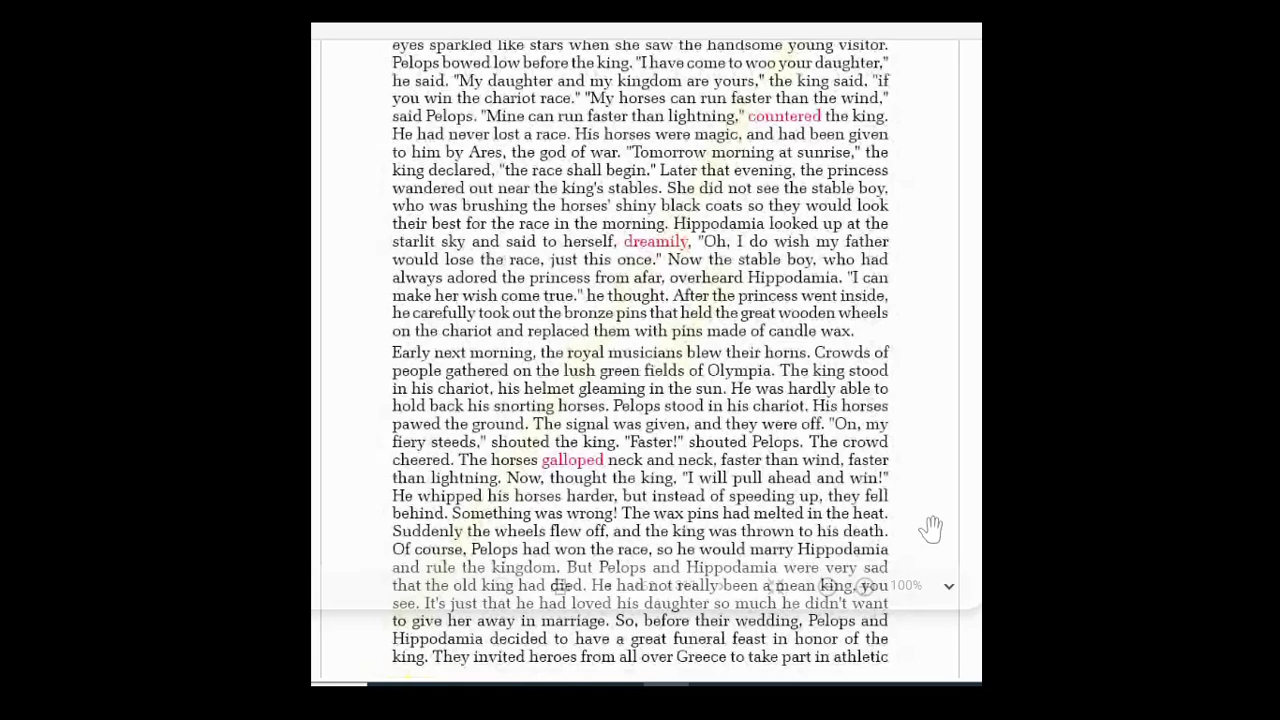 eyes sparkled like stars when she saw the handsome young visitor.
Pelops bowed low before the king. "I have come to woo your daughter,"
he said. "My daughter and my kingdom are yours," the king said, "if
you win the chariot race." "My horses can run faster than the wind,"
said Pelops. "Mine can run faster than lightning," countered the king.
He had never lost a race. His horses were magic, and had been given
to him by Ares, the god of war. "Tomorrow morning at sunrise," the
king declared, "the race shall begin." Later that evening, the princess
wandered out near the king's stables. She did not see the stable boy,
who was brushing the horses' shiny black coats so they would look
their best for the race in the morning. Hippodamia looked up at the
starlit sky and said to herself, dreamily, "Oh, I do wish my father
would lose the race, just this once." Now the stable boy, who had
always adored the princess from afar, overheard Hippodamia. "I can
make her wish come true." he thought. After the princess went inside,
he carefully took out the bronze pins that held the great wooden wheels
on the chariot and replaced them with pins made of candle wax.
Early next morning, the royal musicians blew their horns. Crowds of
people gathered on the lush green fields of Olympia. The king stood
in his chariot, his helmet gleaming in the sun. He was hardly able to
hold back his snorting horses. Pelops stood in his chariot. His horses
pawed the ground. The signal was given, and they were off. "On, my
fiery steeds," shouted the king. "Faster!" shouted Pelops. The crowd
cheered. The horses galloped neck and neck, faster than wind, faster
than lightning. Now, thought the king, "I will pull ahead and win!"
He whipped his horses harder, but instead of speeding up, they fell
behind. Something was wrong! The wax pins had melted in the heat.
Suddenly the wheels flew off, and the king was thrown to his death.
Of course, Pelops had won the race, so he would marry Hippodamia
and rule the kingdom. But Pelops and Hippodamia were very sad
that the old king had died. He had not really been a mean king, you
100%
see. It's just that he had loved his daughter so much he didn't want
to give her away in marriage. So, before their wedding, Pelops and
Hippodamia decided to have a great funeral feast in honor of the
king. They invited heroes from all over Greece to take part in athletic